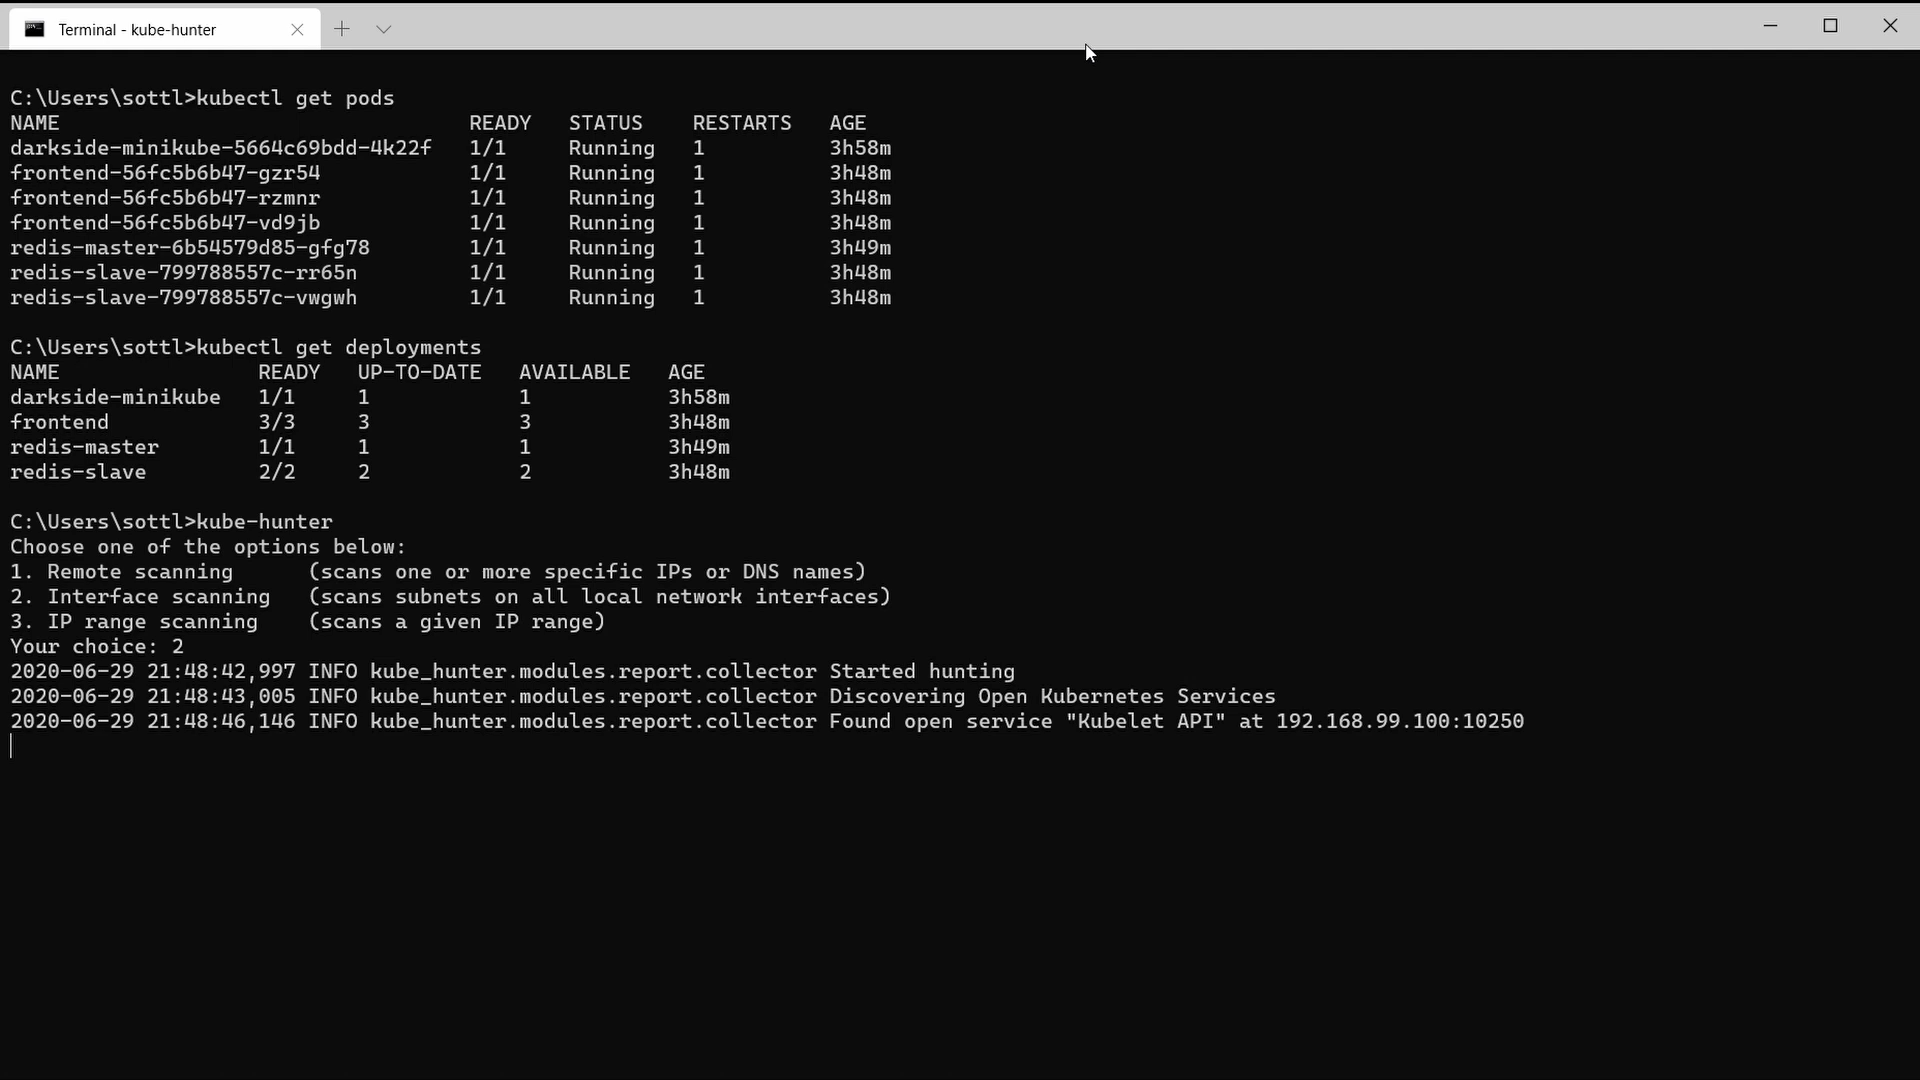 Terminal - kube-hunter
C:\Users\sottl>kubectl get pods
NAME READY STATUS RESTARTS AGE
darkside-minikube-5664c69bdd-4k22f 1/1 Running 1 3h58m
frontend-56fc5b6b47-gzr54 1/1 Running 1 3h48m
frontend-56fc5b6b47-rzmnr 1/1 Running 1 3h48m
frontend-56fc5b6b47-vd9jb 1/1 Running 1 3h48m
redis-master-6b54579d85-gfg78 1/1 Running 1 3h49m
redis-slave-799788557c-rr65n 1/1 Running 1 3h48m
redis-slave-799788557c-vwgwh 1/1 Running 1 3h48m
C:\Users\sottl>kubectl get deployments
NAME READY UP-TO-DATE AVAILABLE AGE
darkside-minikube 1/1 1 1 3h58m
frontend 3/3 3 3 3h48m
redis-master 1/1 1 1 3h49m
redis-slave 2/2 2 2 3h48m
C:\Users\sottl>kube-hunter
Choose one of the options below:
1. Remote scanning (scans one or more specific IPs or DNS names)
2. Interface scanning (scans subnets on all local network interfaces)
3. IP range scanning (scans a given IP range)
Your choice: 2
2020-06-29 21:48:42,997 INFO kube_hunter.modules.report.collector Started hunting
2020-06-29 21:48:43,005 INFO kube_hunter.modules.report.collector Discovering Open Kubernetes Services
2020-06-29 21:48:46,146 INFO kube_hunter.modules.report.collector Found open service "Kubelet API" at 192.168.99.100:10250